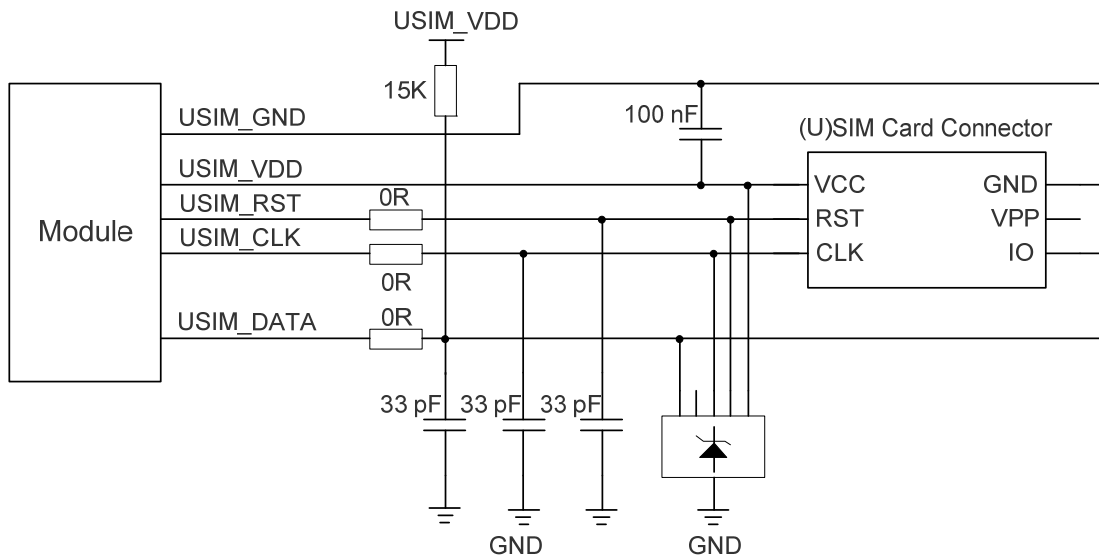 USIM_VDD
15K
USIM_GND
100 nF
(U)SIM Card Connector
USIM_VDD
VCC
GND
USIM_RST
0R
RST
VPP
Module
USIM_CLK
CLK
IO
0R
USIM_DATA
0R
33 pF
33 pF
33 pF
GND
GND